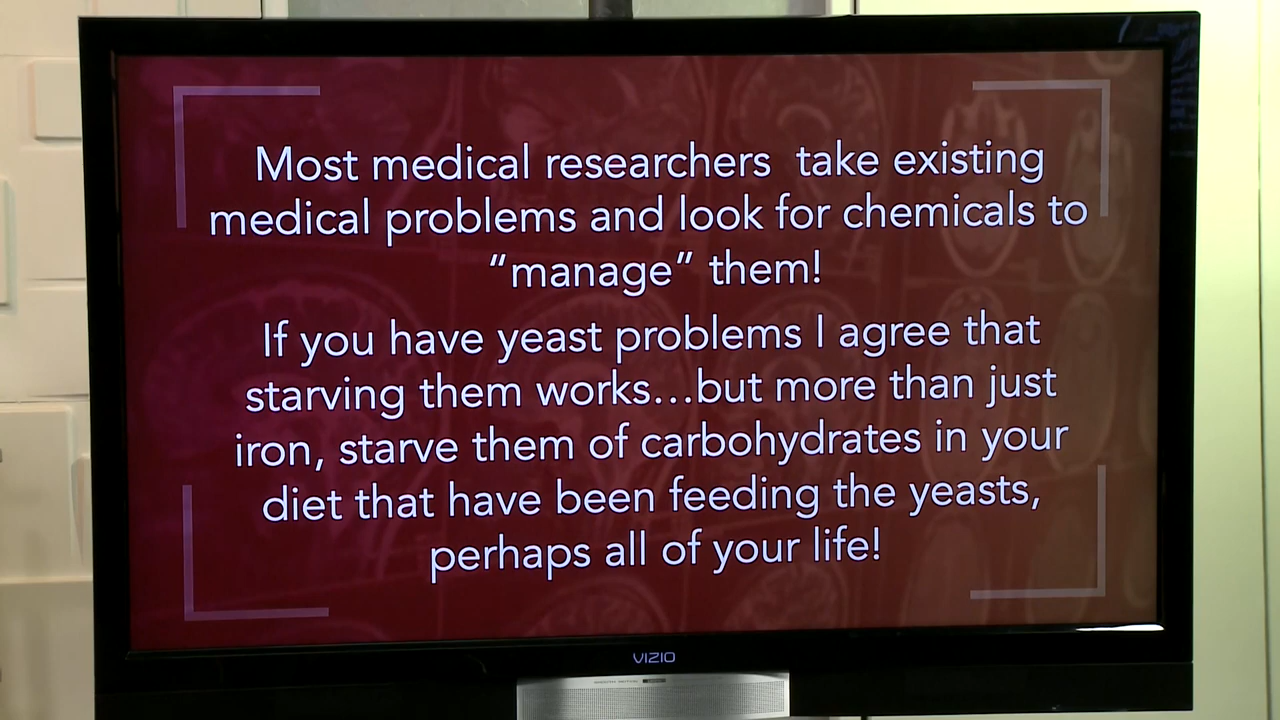 Most medical researchers take existing
medical problems and look for chemicals to
“manage” them!
If you have yeast problems I agree that
starving them works...but more than just
iron, starve them of carbohydrates in your
diet that have been feeding the yeasts,
perhaps all of your life!
VIZIO